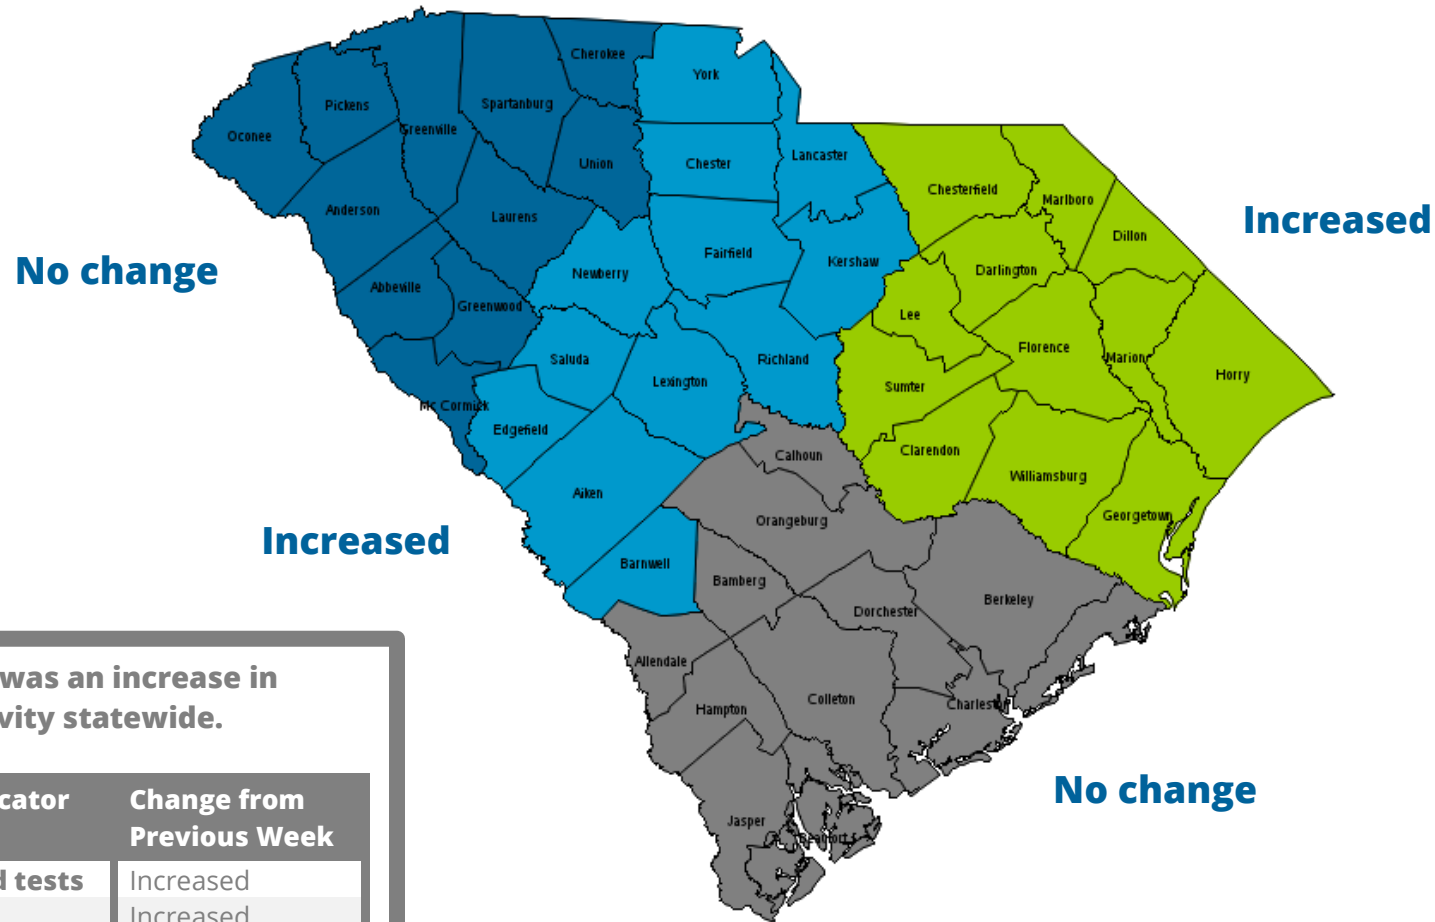 Cherokee
York
Pickens
Spartanburg
Greenville
Oconee
Lancaster
Union
Chester
Chesterfield
Marlboro
Anderson
Laurens
Increased
Dillon
Fairfield
Kershaw
No change
Newberry
Darlington
Abbeville
Greenwood
Lee
Florence
Saluda
Richland
Marion
Lexington
Horry
Sumter
Mc Cormick
Edgefield
Calhoun
Clarendon
Williamsburg
Aiken
Georgetown
Orangeburg
Increased
Barnwell
Bamberg
Berkeley
Dorchester
Allendale
Colleton
Charleston
Hampton
No change
Jasper
Beaufort
was an increase in
vity statewide.
cator
Change from
Previous Week
d tests
Increased
Increased